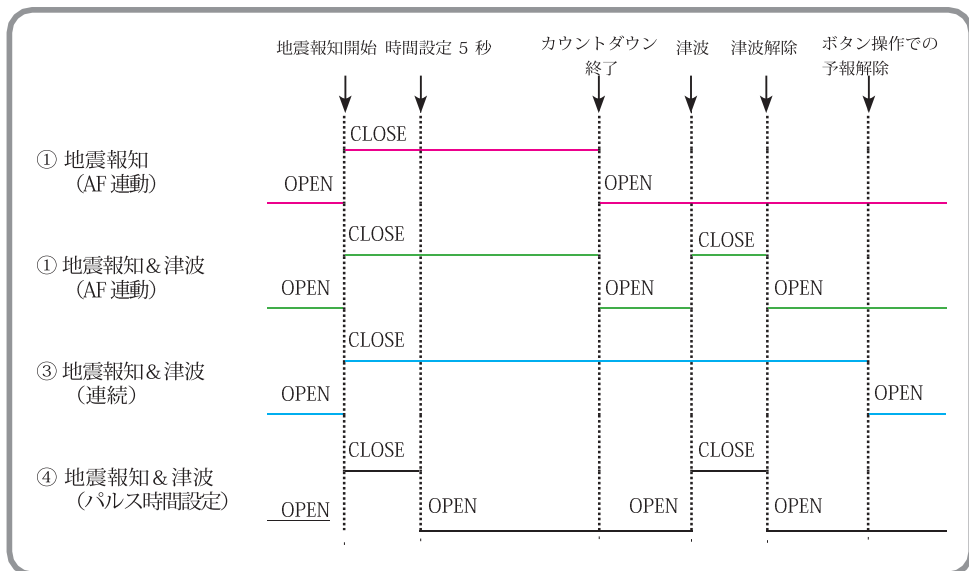 地震報知開始 時間設定 5 秒 カウントダウン 津波 津波解除 ボタン操作での
終了 予報解除
CLOSE
① 地震報知
（AF 連動）
OPEN OPEN
CLOSE CLOSE
① 地震報知＆津波
（AF 連動）
OPEN OPEN OPEN
CLOSE
③ 地震報知＆津波
（連続）
OPEN OPEN
CLOSE CLOSE
④ 地震報知＆津波
（パルス時間設定）
OPEN OPEN OPEN OPEN